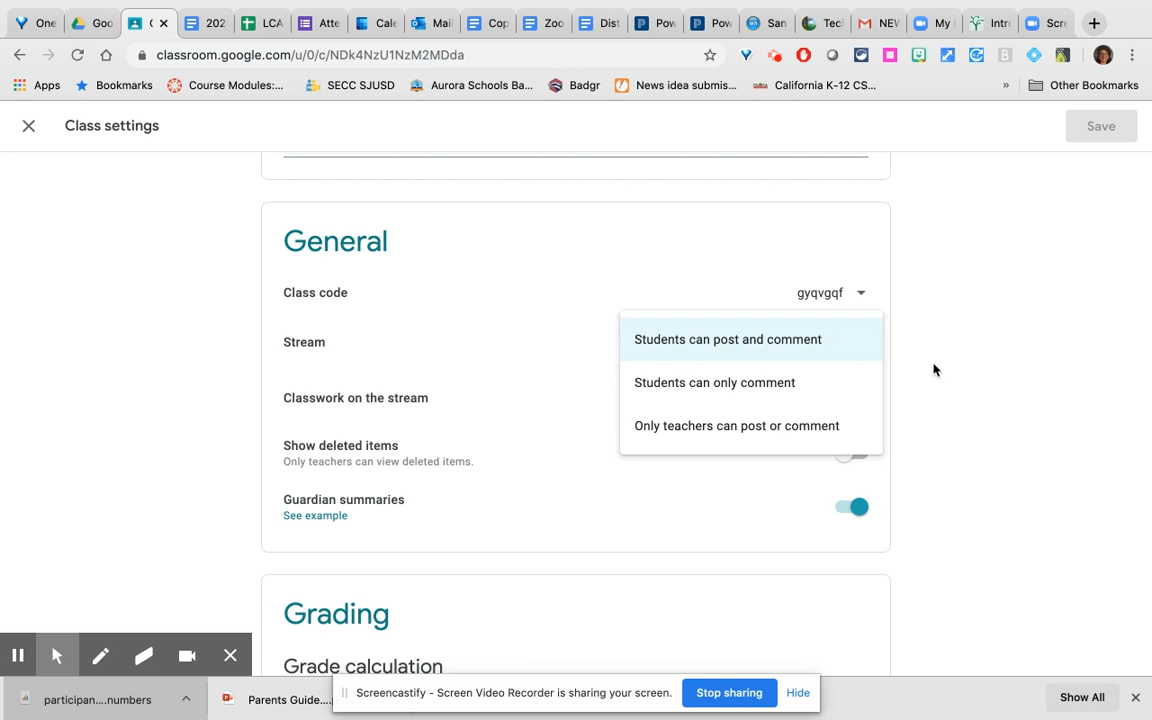 One
Goo
202
LCA
Atte
Cale
Mail
Cop
Zoo
Dist
Pow
Pow
San
Tec
NEV
My
Intro
Scre
classroom.google.com/u/0/c/NDk4NzU1NzM2MDda
Apps
Bookmarks
Course Modules:...
SECC SJUSD
Aurora Schools Ba...
Badgr
News idea submis...
California K-12 CS...
»
Other Bookmarks
Class settings
Save
General
Class code
gyqvgqf
Stream
Students can post and comment
Students can only comment
Classwork on the stream
Only teachers can post or comment
Show deleted items
Only teachers can view deleted items.
Guardian summaries
See example
Grading
Grade calculation
participan....numbers
Parents Guide....
Screencastify - Screen Video Recorder is sharing your screen.
Stop sharing
Hide
Show All